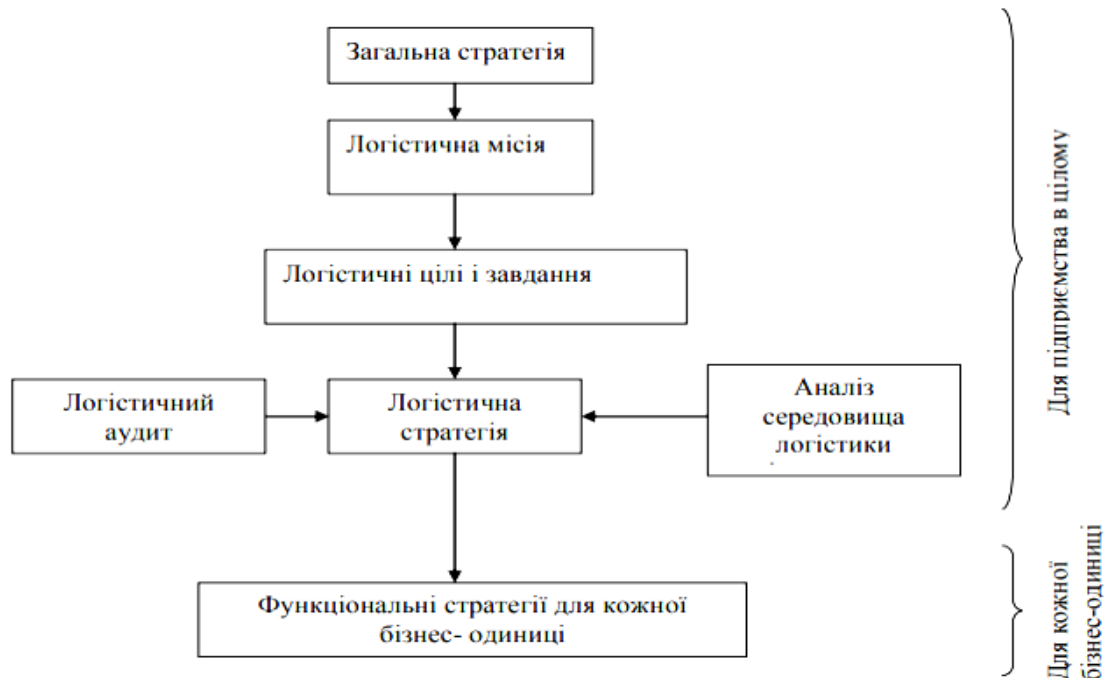 Загальна стратегія
Логістична місія
Логістичні цілі і завдання
Логістичний
аудит
Логістична
стратегія
Аналіз
середовища
логістики
Функціональні стратегії для кожної
бізнес- одиниці
Для підприємства в цілому
Для кожної
бізнес-одиниці